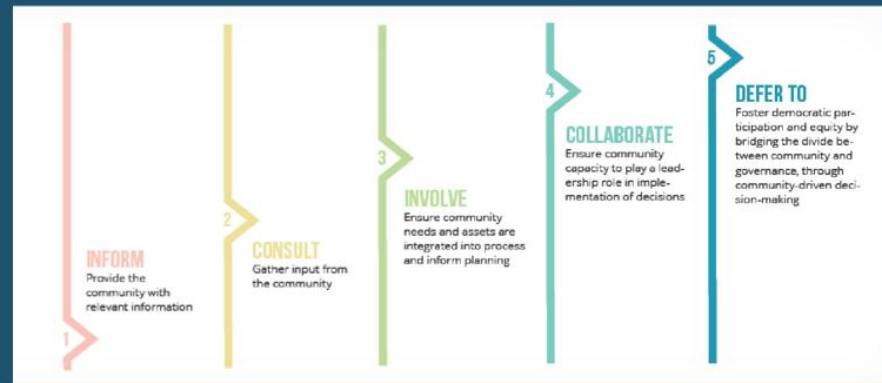 1
INFORM
Provide the
community with
relevant information
2
CONSULT
Gather input from
the community
3
INVOLVE
Ensure community
needs and assets are
integrated into process
and inform planning
4
COLLABORATE
Ensure community
capacity to play a lead-
ership role in imple-
mentation of decisions
5
DEFER TO
Foster democratic par-
ticipation and equity by
bridging the divide be-
tween community and
governance, through
community-driven deci-
sion-making